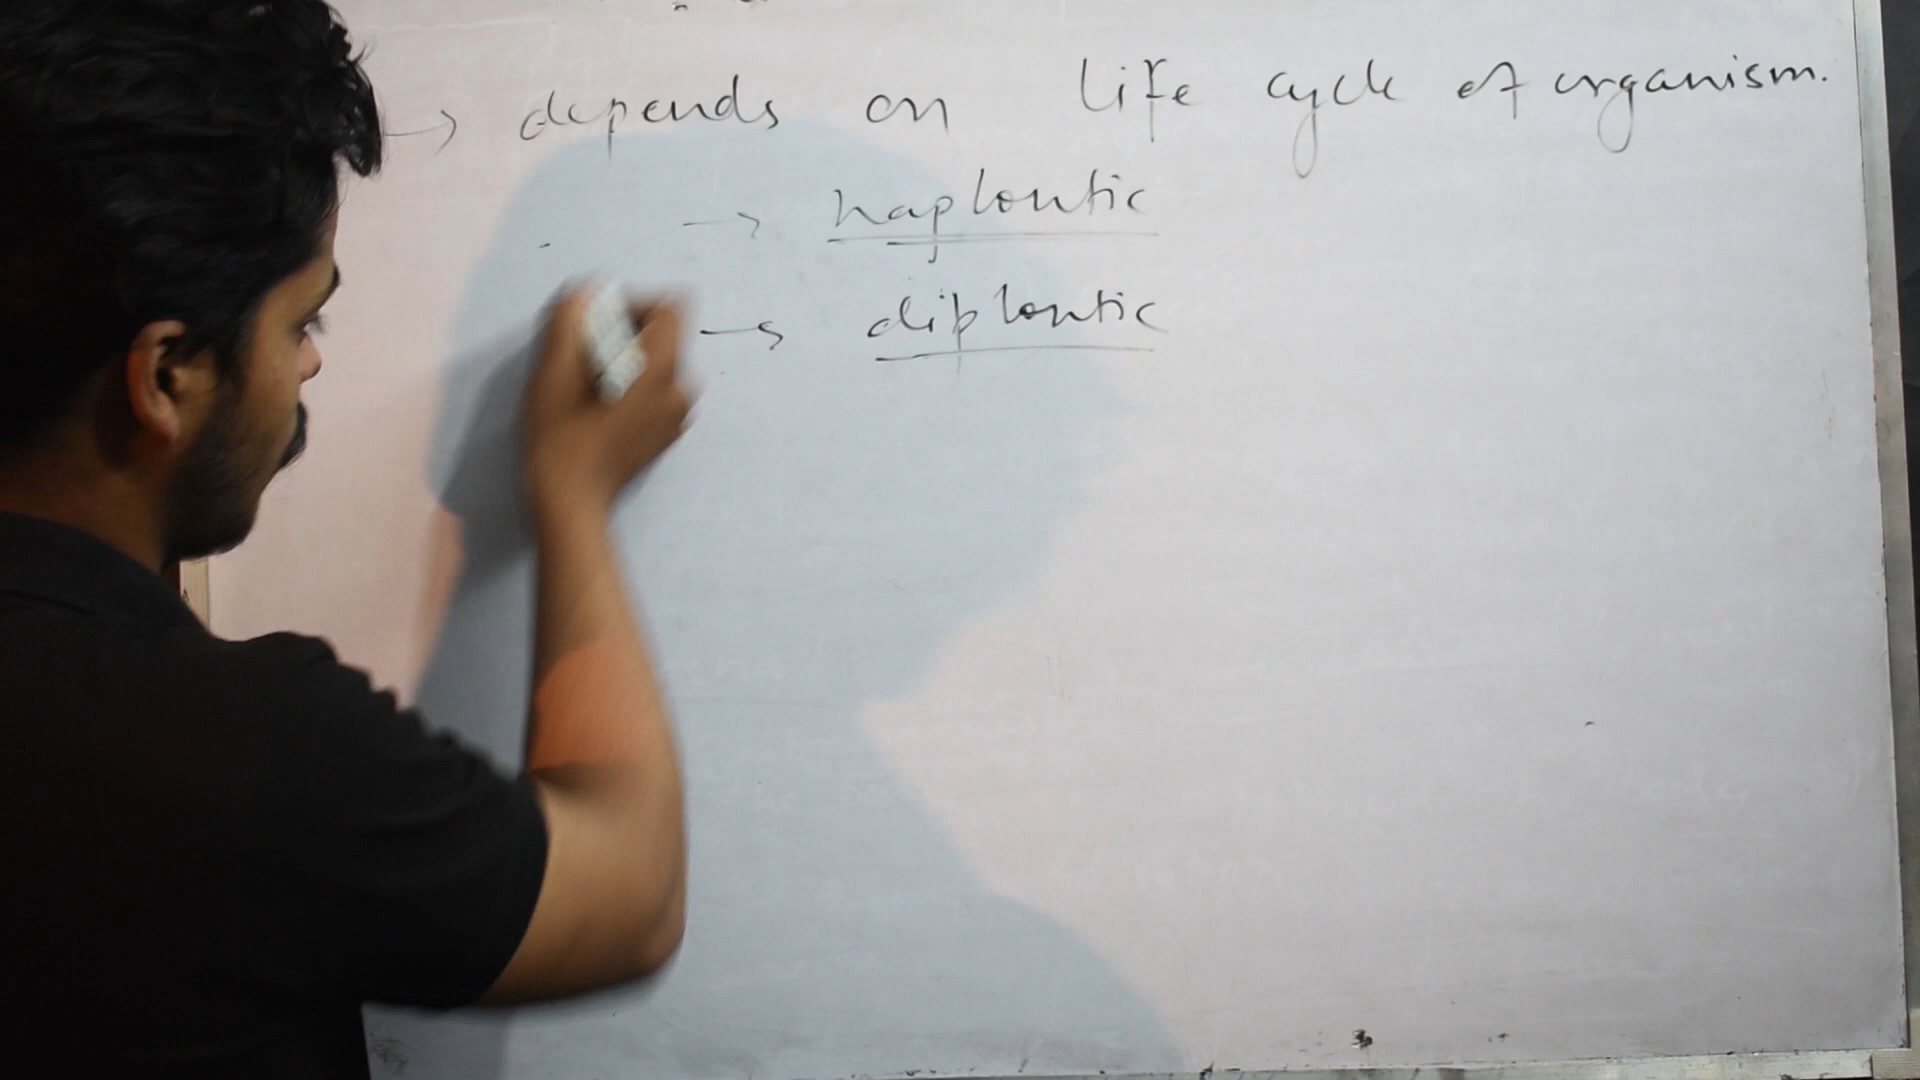 → depends on life cycle of organism.
→ haplontic
→ diplontic